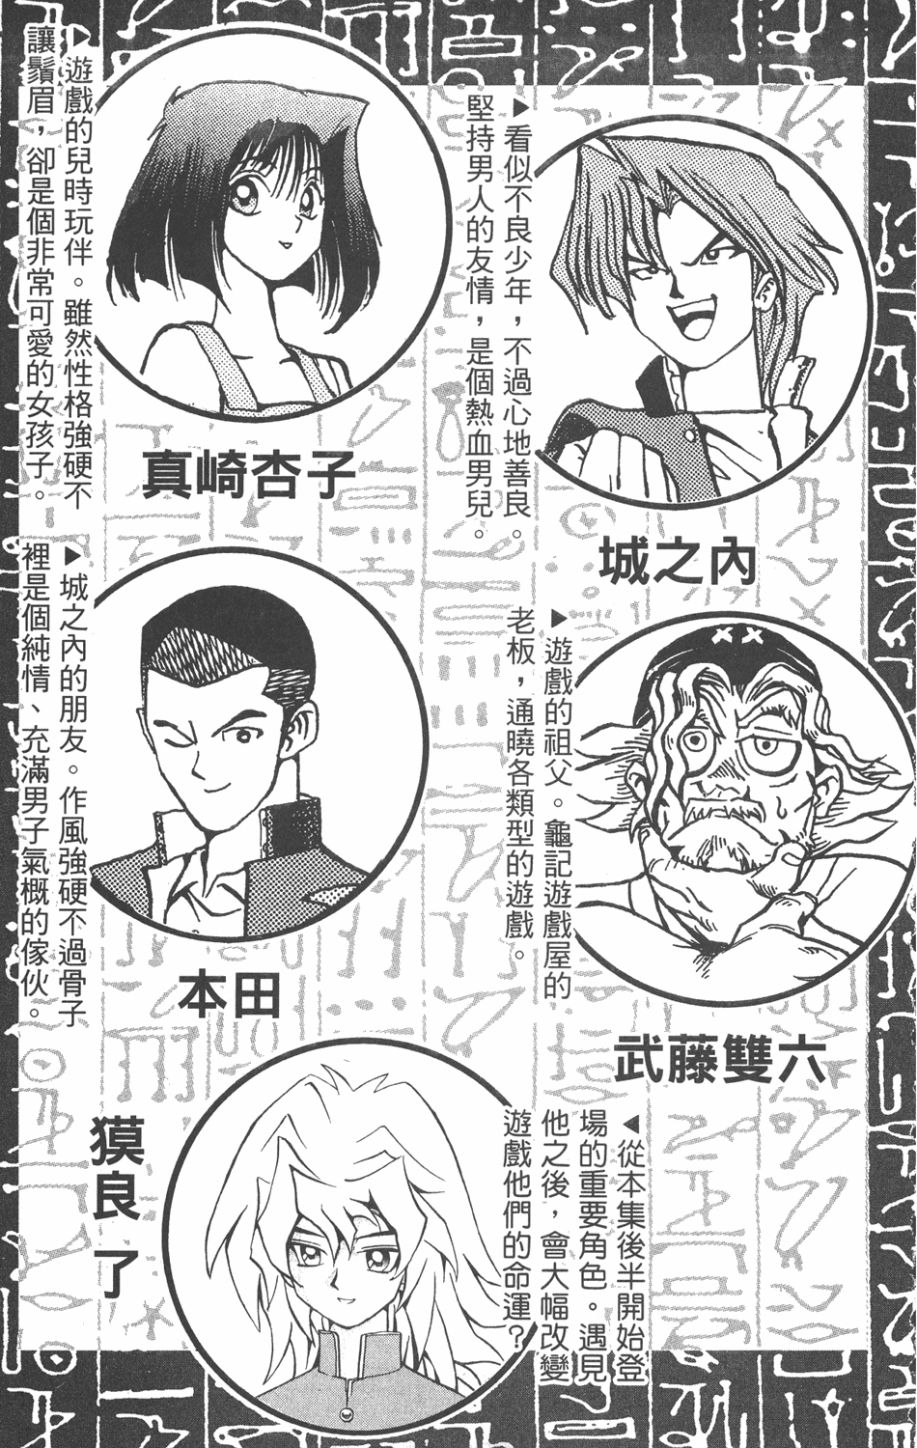 ▶看似不良少年，不過心地善良。
堅持男人的友情，是個熱血男兒。
城之內
▶遊戲的兒時玩伴。雖然性格強硬不
讓鬚眉，卻是個非常可愛的女孩子。
真崎杏子
▶遊戲的祖父。龜記遊戲屋的
老板，通曉各類型的遊戲。
武藤雙六
▶城之內的朋友。作風強硬不過骨子
裡是個純情、充滿男子氣概的傢伙。
本田
◀從本集後半開始登
場的重要角色。遇見
他之後，會大幅改變
遊戲他們的命運？
獏良 了